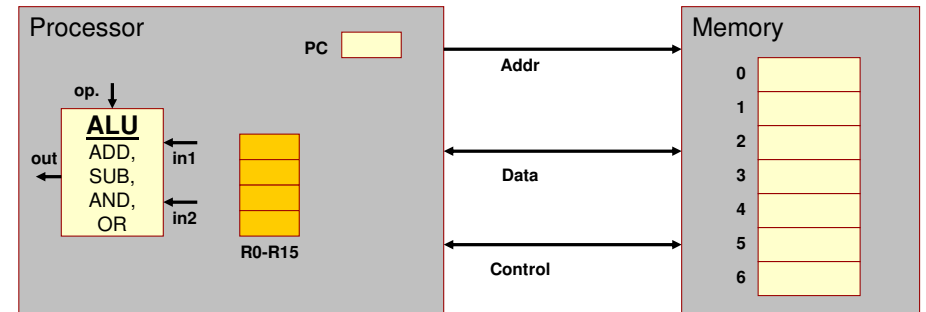 Processor
PC
op.
ALU
ADD,
SUB,
AND,
OR
out
in1
in2
R0-R15
Addr
Data
Control
Memory
0
1
2
3
4
5
6